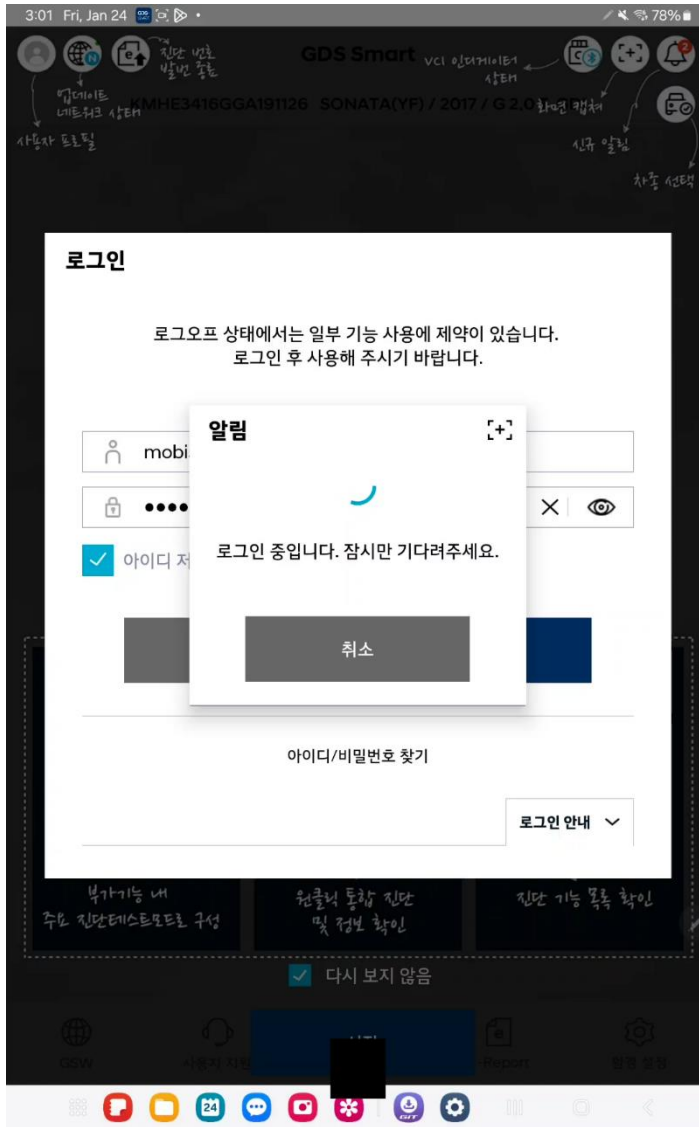 3:01 Fri, Jan 24
78%
GDS Smart
진단 번호
발번 종료
VCI 인디케이터
상태
업데이트
네트워크 상태
KMHE3416GGA191126 SONATA(YF) / 2017 / G 2.0
화면 캡쳐
사용자 프로필
신규 알림
차종 선택
로그인
로그오프 상태에서는 일부 기능 사용에 제약이 있습니다.
로그인 후 사용해 주시기 바랍니다.
알림
mobi
로그인 중입니다. 잠시만 기다려주세요.
아이디 저
취소
아이디/비밀번호 찾기
로그인 안내
부가기능 내
주요 진단테스트모드로 구성
원클릭 통합 진단
및 정보 확인
진단 기능 목록 확인
다시 보지 않음
GSW
사용자 지원
-Report
환경 설정
24
GIT